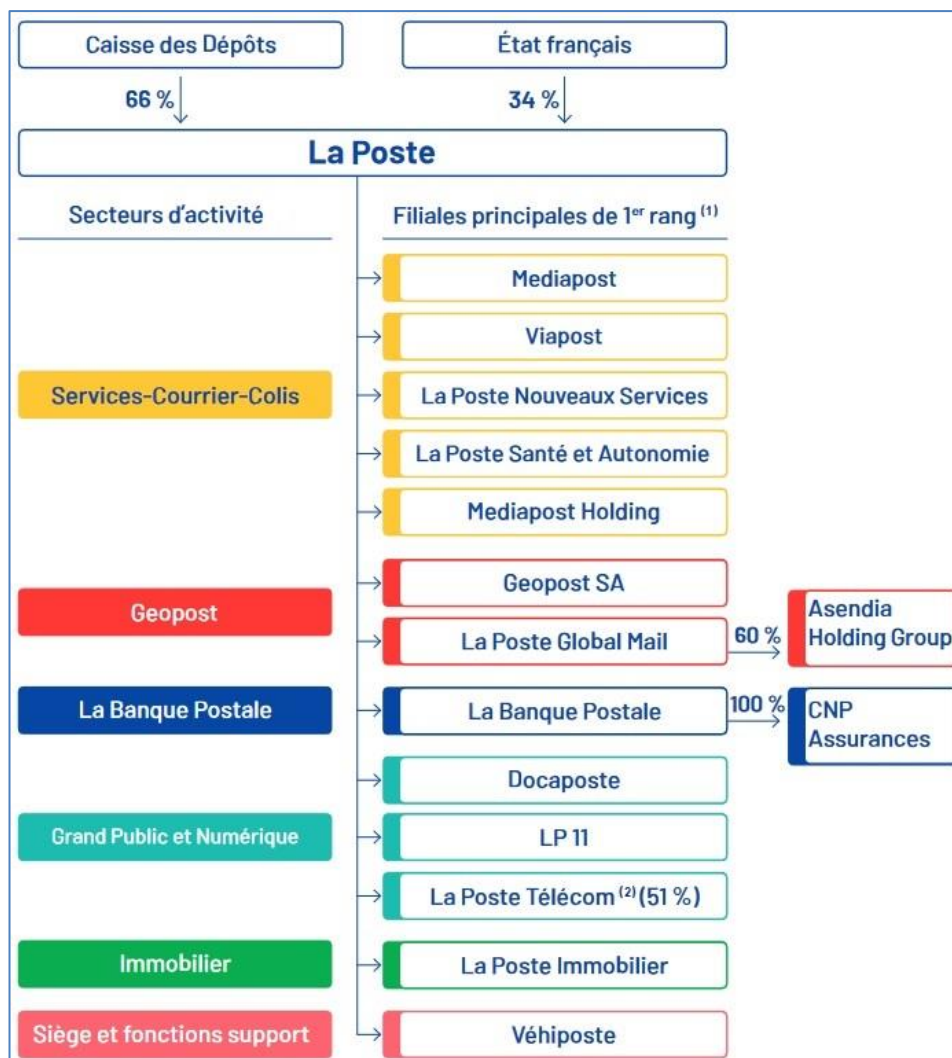 Caisse des Dépôts
État français
66 %
34 %
La Poste
Secteurs d'activité
Filiales principales de 1er rang (1)
Mediapost
Viapost
Services-Courrier-Colis
La Poste Nouveaux Services
La Poste Santé et Autonomie
Mediapost Holding
Geopost
Geopost SA
La Poste Global Mail
60 %
Asendia
Holding Group
La Banque Postale
La Banque Postale
100 %
CNP
Assurances
Docaposte
Grand Public et Numérique
LP 11
La Poste Télécom (2) (51 %)
Immobilier
La Poste Immobilier
Siège et fonctions support
Véhiposte